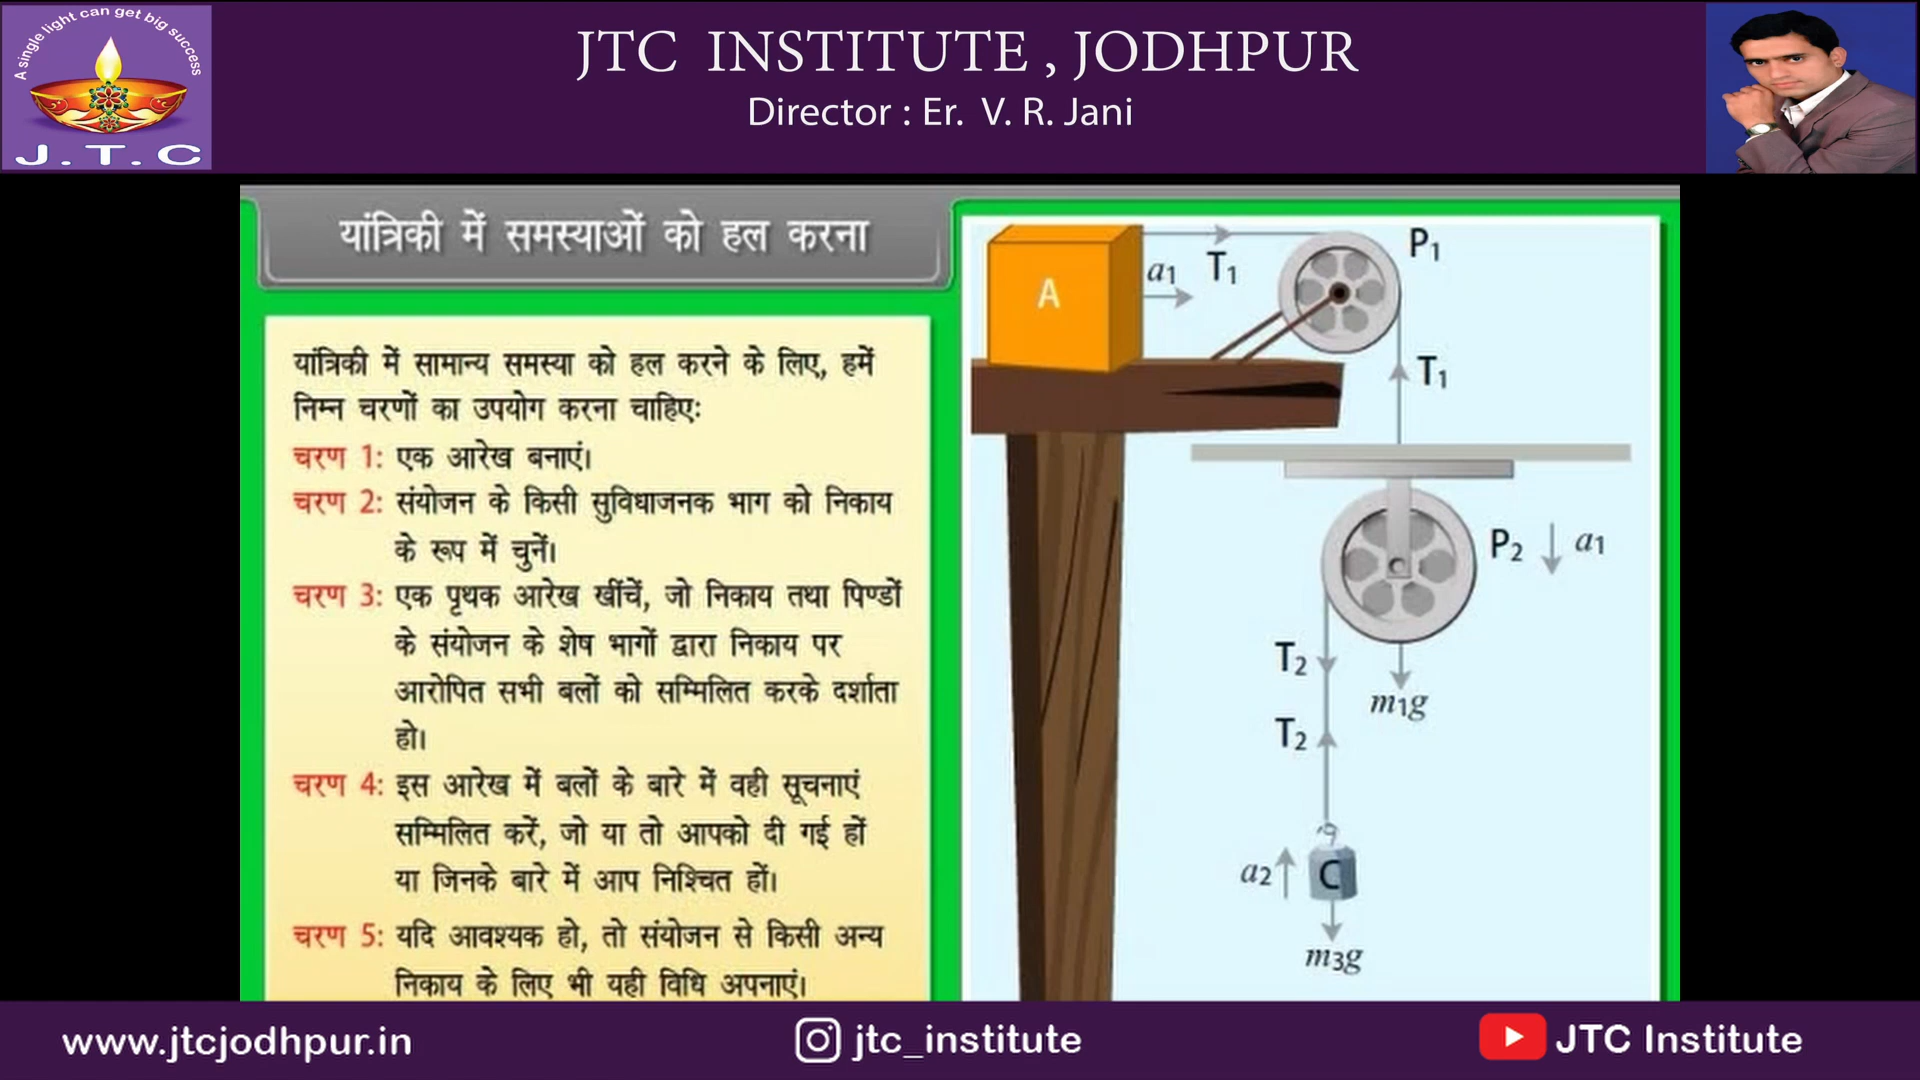 A single light can get big success
J.T.C
JTC INSTITUTE , JODHPUR
Director : Er. V. R. Jani
यांत्रिकी में समस्याओं को हल करना
यांत्रिकी में सामान्य समस्या को हल करने के लिए, हमें
निम्न चरणों का उपयोग करना चाहिए:
चरण 1: एक आरेख बनाएं।
चरण 2: संयोजन के किसी सुविधाजनक भाग को निकाय
के रूप में चुनें।
चरण 3: एक पृथक आरेख खींचें, जो निकाय तथा पिण्डों
के संयोजन के शेष भागों द्वारा निकाय पर
आरोपित सभी बलों को सम्मिलित करके दर्शाता
हो।
चरण 4: इस आरेख में बलों के बारे में वही सूचनाएं
सम्मिलित करें, जो या तो आपको दी गई हों
या जिनके बारे में आप निश्चित हों।
चरण 5: यदि आवश्यक हो, तो संयोजन से किसी अन्य
निकाय के लिए भी यही विधि अपनाएं।
A
a1
T1
P1
T1
P2
a1
T2
m1g
T2
a2
C
m3g
www.jtcjodhpur.in
jtc_institute
JTC Institute